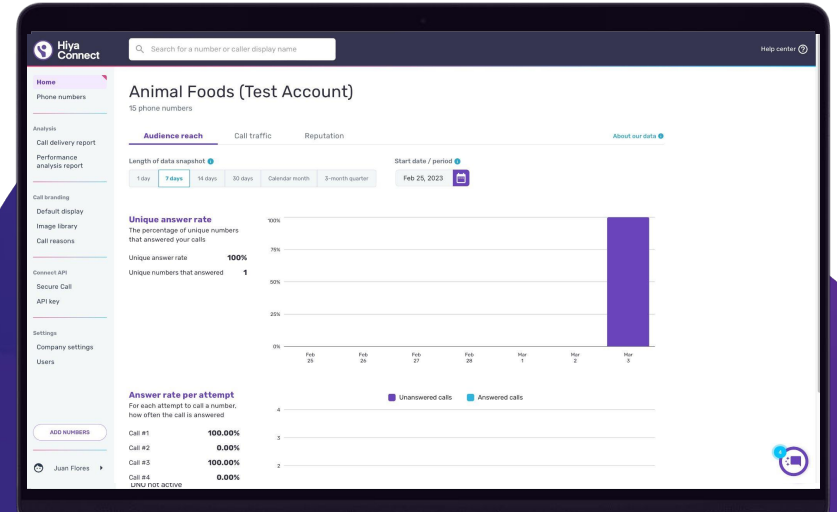 Hiya
Connect
Search for a number or caller display name
Help center
Home
Phone numbers
Analysis
Call delivery report
Performance
analysis report
Call branding
Default display
Image library
Call reasons
Connect API
Secure Call
API key
Settings
Company settings
Users
ADD NUMBERS
Juan Flores
Animal Foods (Test Account)
15 phone numbers
Audience reach Call traffic Reputation About our data
Length of data snapshot Start date / period
1 day 7 days 14 days 30 days Calendar month 3-month quarter Feb 25, 2023
Unique answer rate
The percentage of unique numbers
that answered your calls
Unique answer rate 100%
Unique numbers that answered 1
100%
75%
50%
25%
0%
Feb 25 Feb 26 Feb 27 Feb 28 Mar 1 Mar 2 Mar 3
Answer rate per attempt
For each attempt to call a number,
how often the call is answered
Call #1 100.00%
Call #2 0.00%
Call #3 100.00%
Call #4 0.00%
DNO not active
Unanswered calls Answered calls
4
3
2